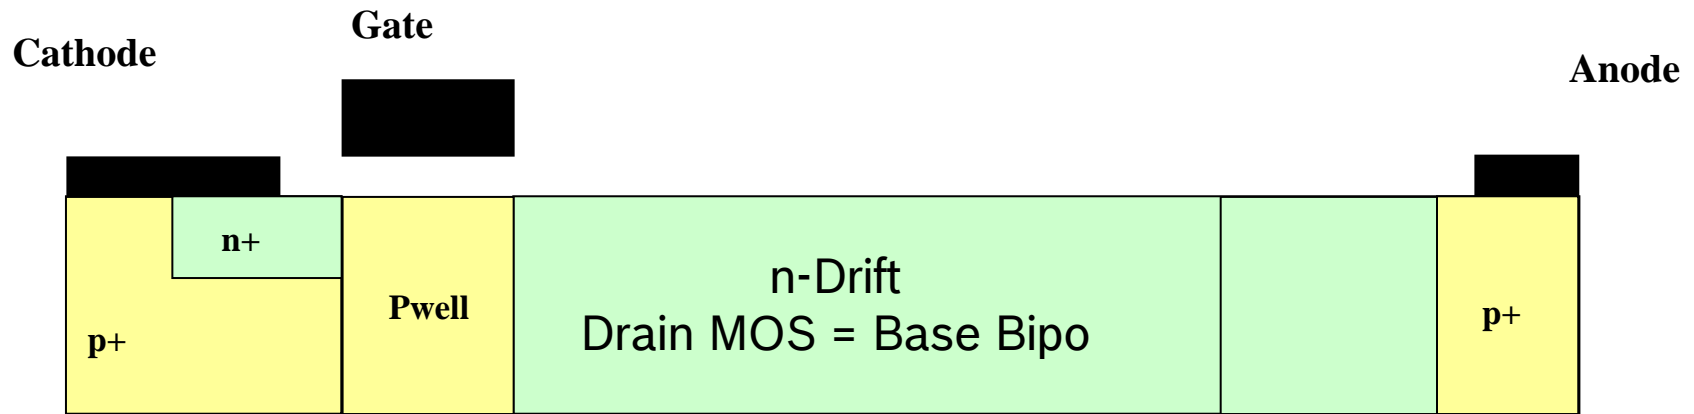 Gate
Cathode
Anode
n+
n-Drift
Pwell
p+
Drain MOS = Base Bipo
p+